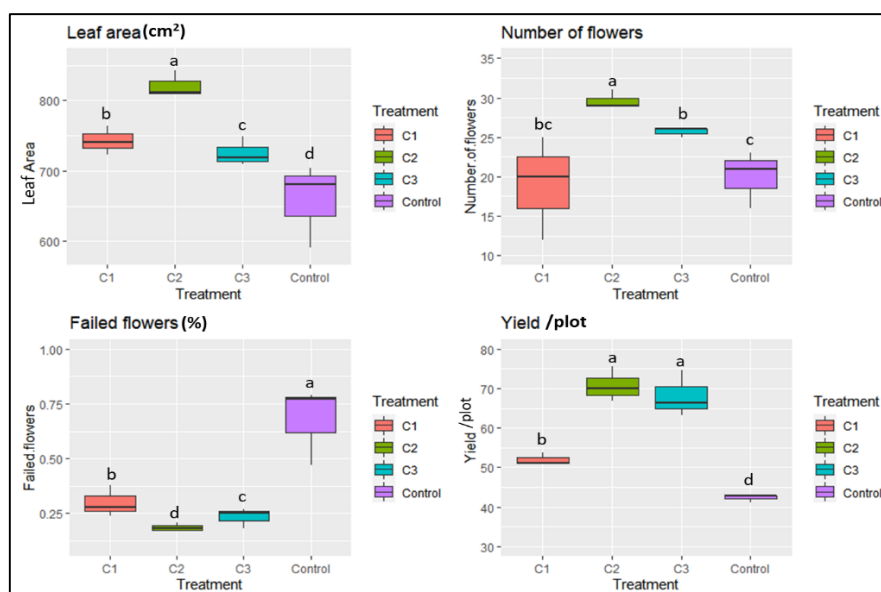 Leaf area(cm²)
Leaf Area
800
700
600
b
a
c
d
C1
C2
C3
Control
Treatment
Treatment
C1
C2
C3
Control
Number of flowers
Number of flowers
35
30
25
20
15
10
bc
a
b
c
C1
C2
C3
Control
Treatment
Treatment
C1
C2
C3
Control
Failed flowers(%)
Failed flowers
1.00
0.75
0.50
0.25
b
d
c
a
C1
C2
C3
Control
Treatment
Treatment
C1
C2
C3
Control
Yield /plot
Yield /plot
80
70
60
50
40
30
b
a
a
d
C1
C2
C3
Control
Treatment
Treatment
C1
C2
C3
Control